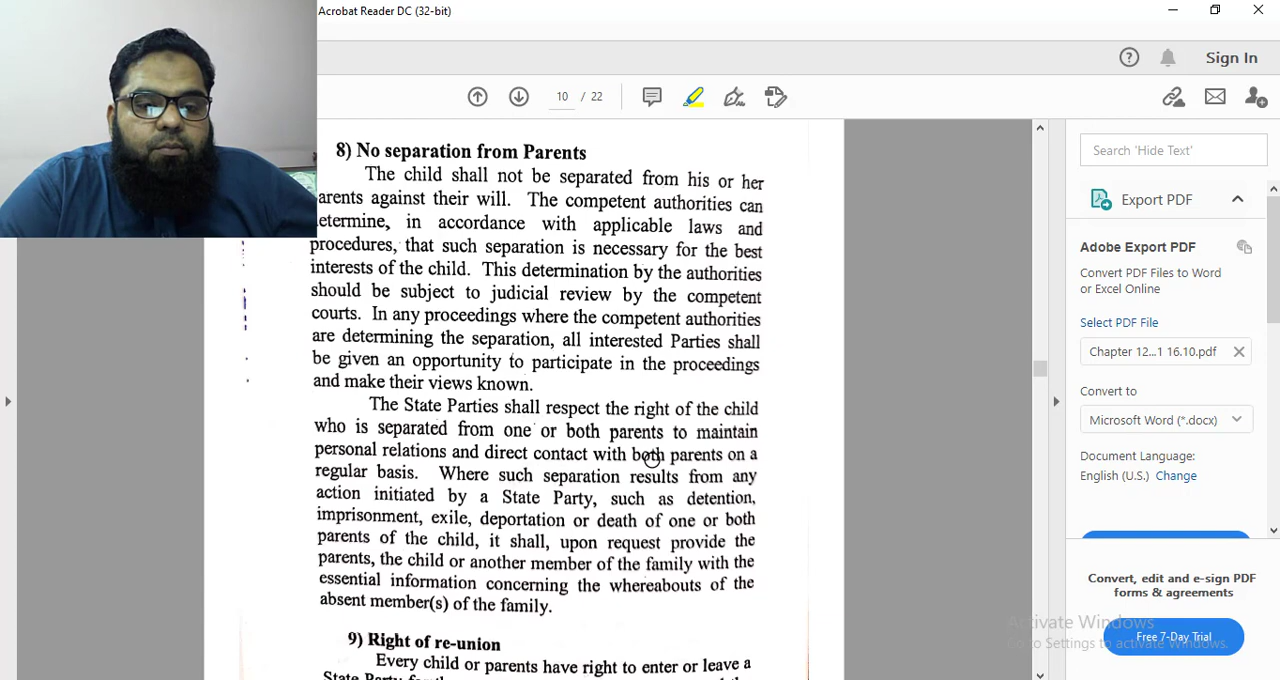 Acrobat Reader DC (32-bit)
Sign In
10 / 22
8) No separation from Parents
The child shall not be separated from his or her
arents against their will. The competent authorities can
etermine, in accordance with applicable laws and
procedures, that such separation is necessary for the best
interests of the child. This determination by the authorities
should be subject to judicial review by the competent
courts. In any proceedings where the competent authorities
are determining the separation, all interested Parties shall
be given an opportunity to participate in the proceedings
and make their views known.
The State Parties shall respect the right of the child
who is separated from one or both parents to maintain
personal relations and direct contact with both parents on a
regular basis. Where such separation results from any
action initiated by a State Party, such as detention,
imprisonment, exile, deportation or death of one or both
parents of the child, it shall, upon request provide the
parents, the child or another member of the family with the
essential information concerning the whereabouts of the
absent member(s) of the family.
9) Right of re-union
Every child or parents have right to enter or leave a
State Party for the
Search 'Hide Text'
Export PDF
Adobe Export PDF
Convert PDF Files to Word
or Excel Online
Select PDF File
Chapter 12...1 16.10.pdf
Convert to
Microsoft Word (*.docx)
Document Language:
English (U.S.) Change
Convert, edit and e-sign PDF
forms & agreements
Free 7-Day Trial
Activate Windows
Go to Settings to activate Windows.